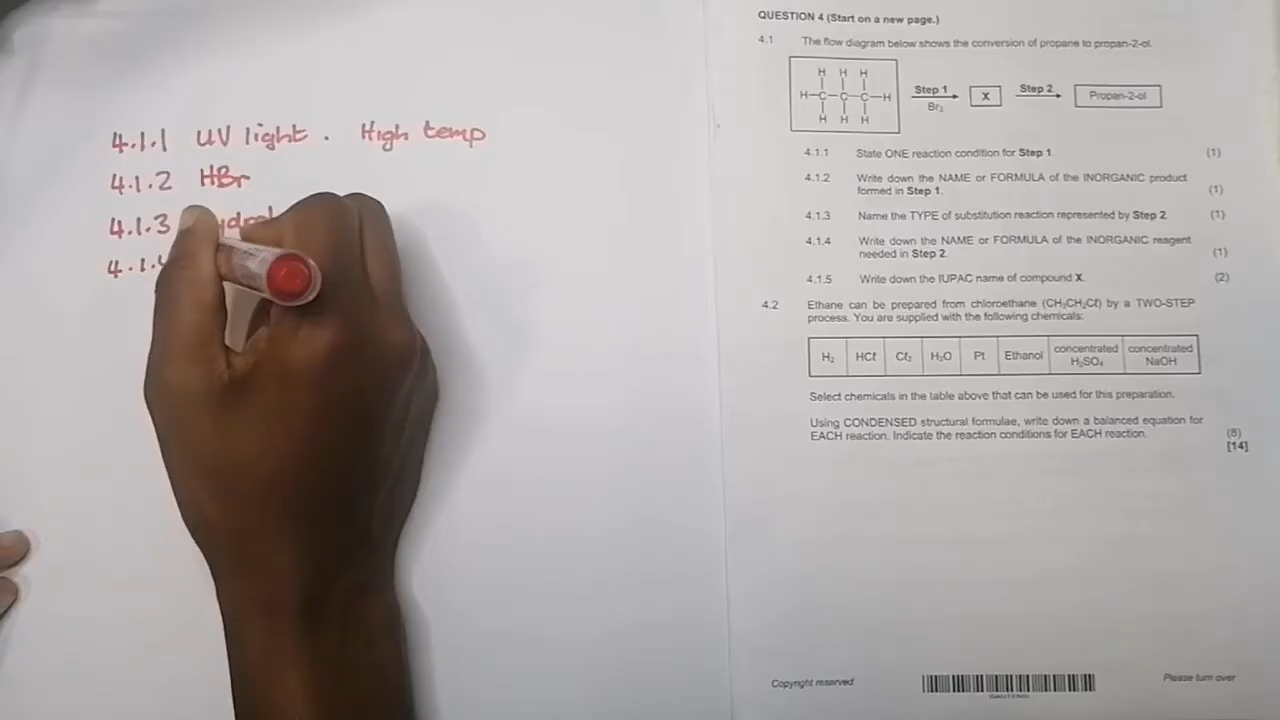 4.1.1 UV light . High temp
4.1.2 HBr
4.1.3
4.1.4
QUESTION 4 (Start on a new page.)
4.1 The flow diagram below shows the conversion of propane to propan-2-ol.
H H H
H–C–C–C–H
H H H
Step 1
Br₂
X
Step 2
Propan-2-ol
4.1.1 State ONE reaction condition for Step 1. (1)
4.1.2 Write down the NAME or FORMULA of the INORGANIC product
formed in Step 1. (1)
4.1.3 Name the TYPE of substitution reaction represented by Step 2. (1)
4.1.4 Write down the NAME or FORMULA of the INORGANIC reagent
needed in Step 2. (1)
4.1.5 Write down the IUPAC name of compound X. (2)
4.2 Ethane can be prepared from chloroethane (CH₃CH₂Cℓ) by a TWO-STEP
process. You are supplied with the following chemicals:
H₂ HCℓ Cℓ₂ H₂O Pt Ethanol concentrated H₂SO₄ concentrated NaOH
Select chemicals in the table above that can be used for this preparation.
Using CONDENSED structural formulae, write down a balanced equation for
EACH reaction. Indicate the reaction conditions for EACH reaction. (8)
[14]
Copyright reserved
Please turn over